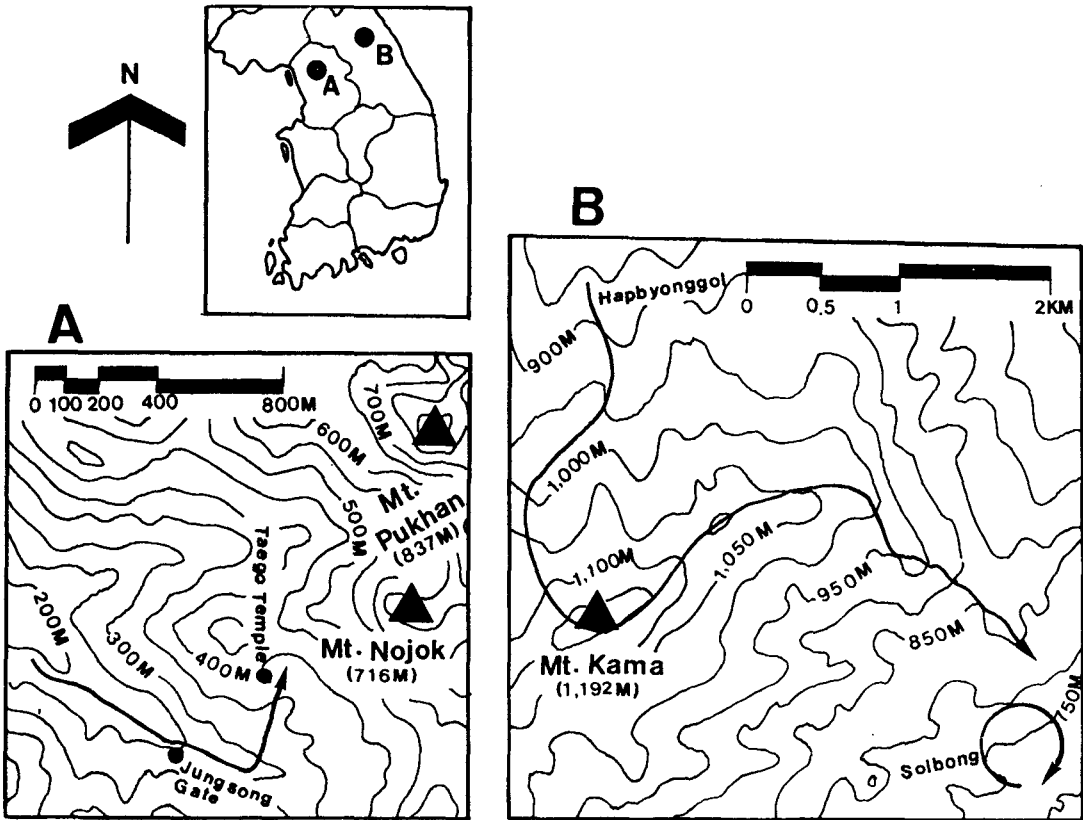 N
A
B
A
0 100 200 400 800M
700M
600M
500M
Mt.
Pukhan
(837M)
Taego Temple
Mt. Nojok
(716M)
200M
300M
400M
Jungsong
Gate
B
Hapbyonggol
0 0.5 1 2KM
900M
1,000M
1,100M
1,050M
950M
850M
Mt. Kama
(1,192M)
750M
Solbong